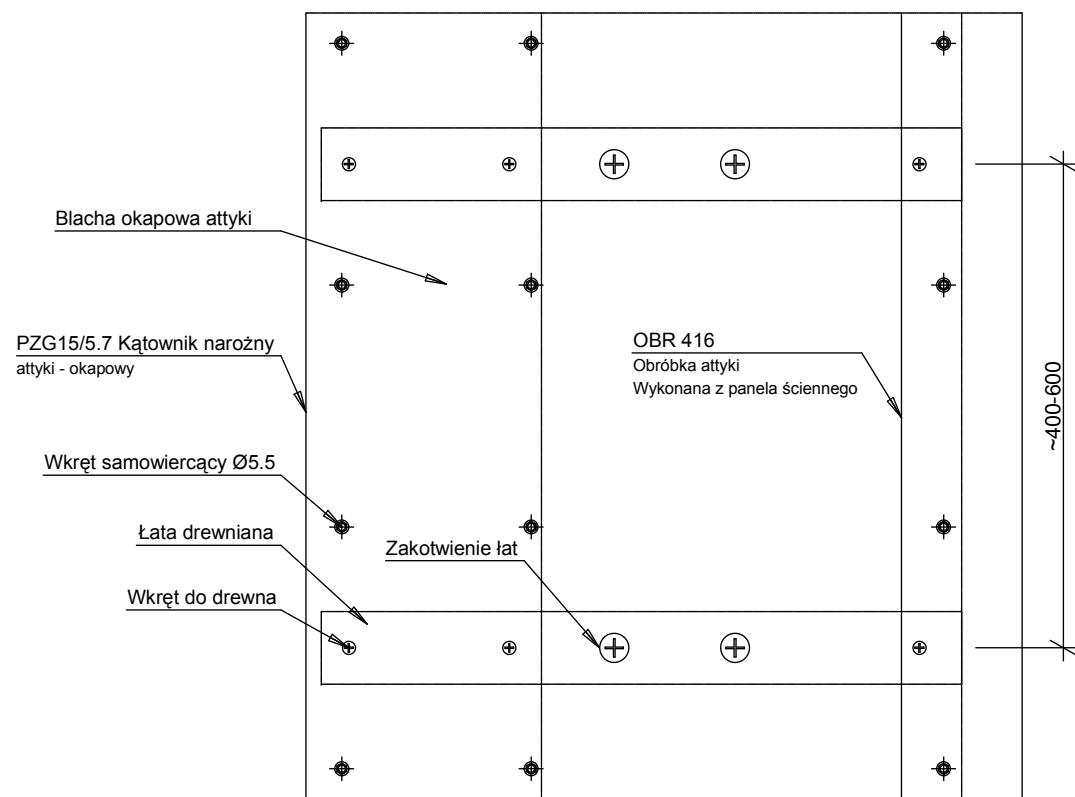 Blacha okapowa attyki
PZG15/5.7 Kątownik narożny
attyki - okapowy
OBR 416
Obróbka attyki
Wykonana z panela ściennego
~400-600
Wkręt samowiercący Ø5.5
Łata drewniana
Zakotwienie łat
Wkręt do drewna